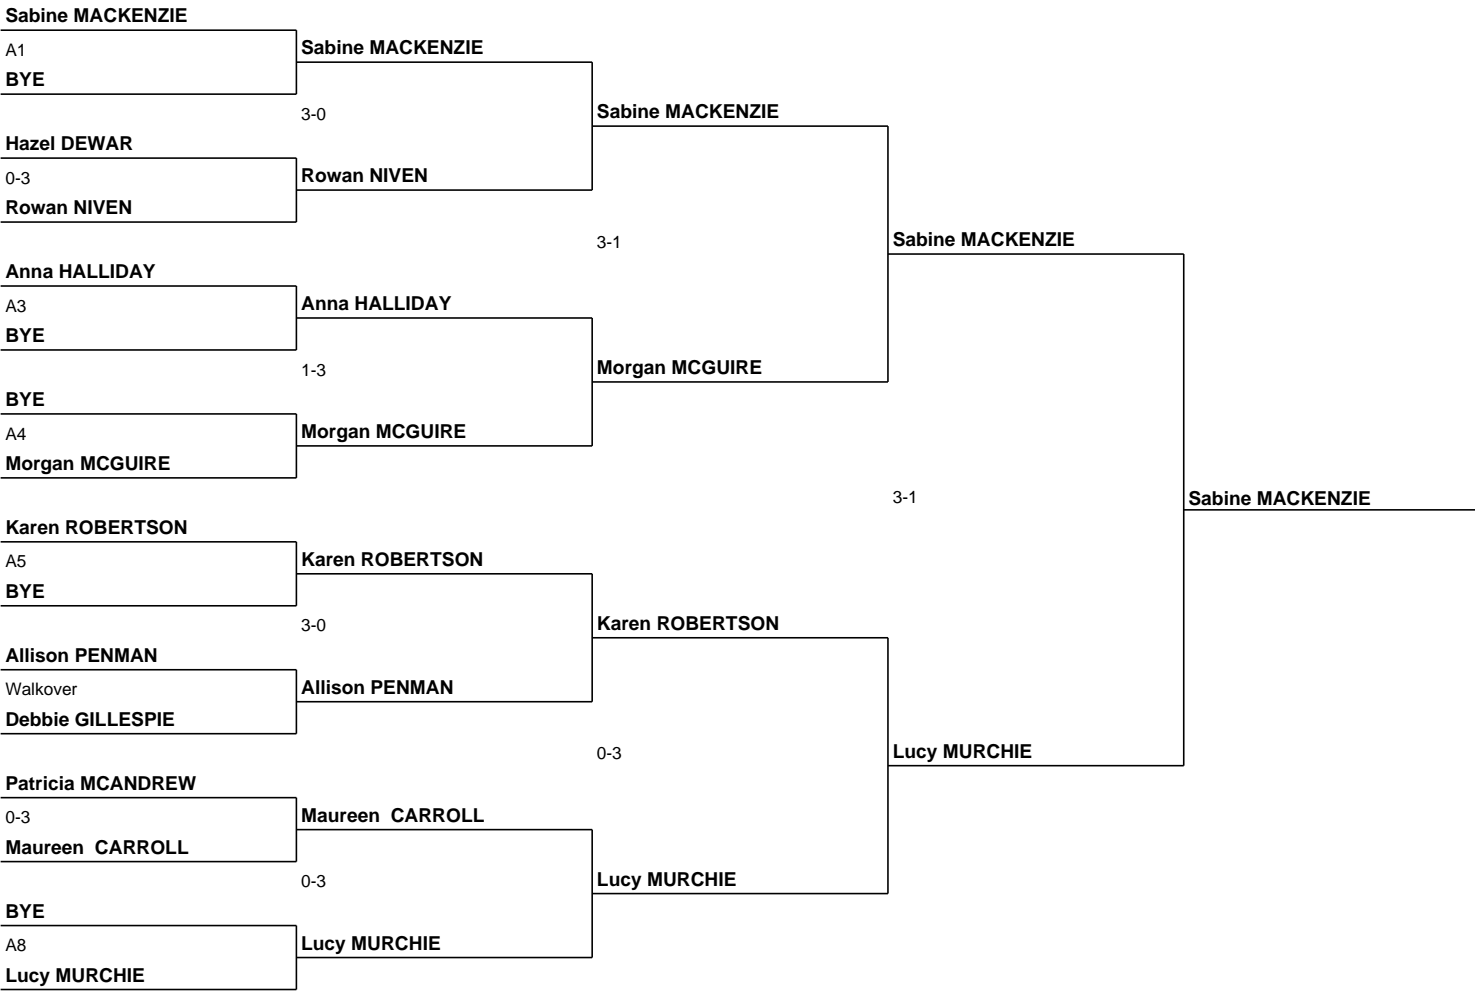 Sabine MACKENZIE
A1
BYE
Hazel DEWAR
0-3
Rowan NIVEN
Anna HALLIDAY
A3
BYE
BYE
A4
Morgan MCGUIRE
Karen ROBERTSON
A5
BYE
Allison PENMAN
Walkover
Debbie GILLESPIE
Patricia MCANDREW
0-3
Maureen  CARROLL
BYE
A8
Lucy MURCHIE
Sabine MACKENZIE
3-0
Rowan NIVEN
Anna HALLIDAY
1-3
Morgan MCGUIRE
Karen ROBERTSON
3-0
Allison PENMAN
Maureen  CARROLL
0-3
Lucy MURCHIE
Sabine MACKENZIE
3-1
Morgan MCGUIRE
Karen ROBERTSON
0-3
Lucy MURCHIE
Sabine MACKENZIE
3-1
Lucy MURCHIE
Sabine MACKENZIE